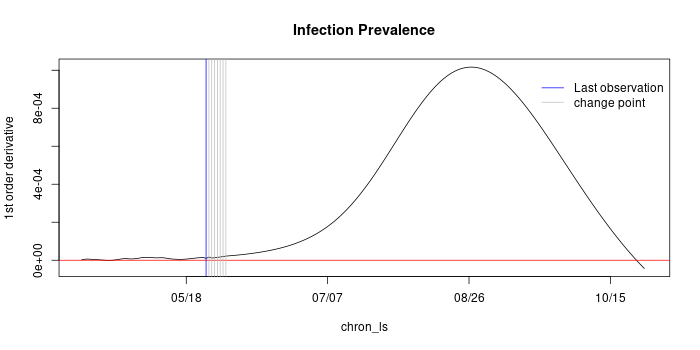 Infection Prevalence
1st order derivative
8e-04
4e-04
0e+00
Last observation
change point
05/18 07/07 08/26 10/15
chron_ls